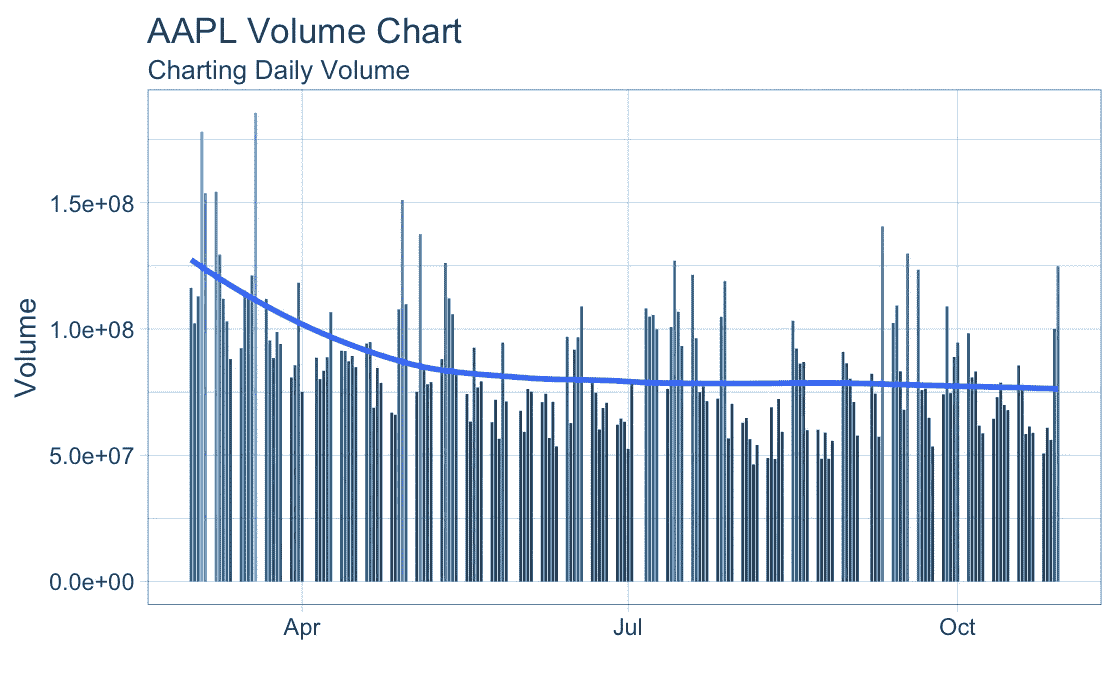 AAPL Volume Chart
Charting Daily Volume
Volume
1.5e+08
1.0e+08
5.0e+07
0.0e+00
Apr Jul Oct